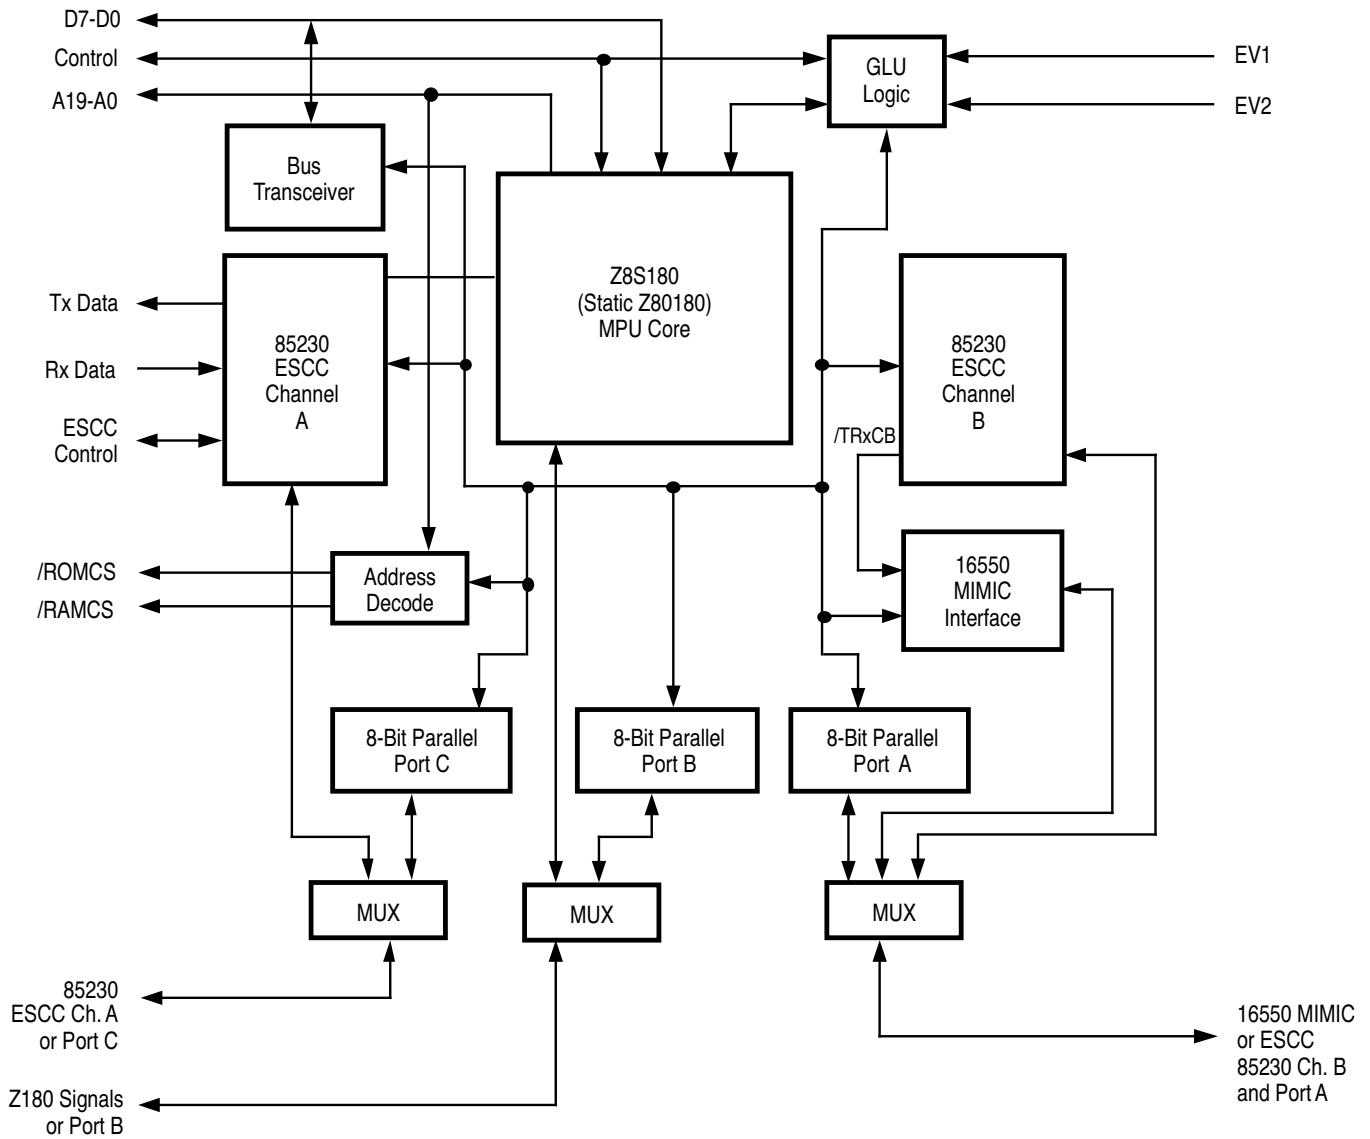 D7-D0
Control
A19-A0
GLU
Logic
EV1
EV2
Bus
Transceiver
Z8S180
(Static Z80180)
MPU Core
Tx Data
Rx Data
ESCC
Control
85230
ESCC
Channel
A
85230
ESCC
Channel
B
/TRxCB
/ROMCS
/RAMCS
Address
Decode
16550
MIMIC
Interface
8-Bit Parallel
Port C
8-Bit Parallel
Port B
8-Bit Parallel
Port A
MUX
MUX
MUX
85230
ESCC Ch. A
or Port C
Z180 Signals
or Port B
16550 MIMIC
or ESCC
85230 Ch. B
and Port A